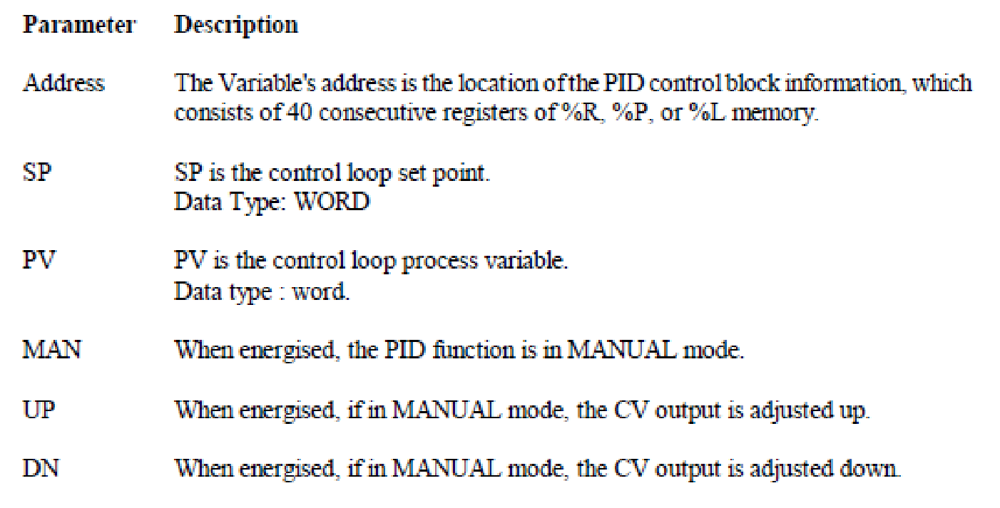 Parameter Description
Address The Variable's address is the location of the PID control block information, which
consists of 40 consecutive registers of %R, %P, or %L memory.
SP SP is the control loop set point.
Data Type: WORD
PV PV is the control loop process variable.
Data type : word.
MAN When energised, the PID function is in MANUAL mode.
UP When energised, if in MANUAL mode, the CV output is adjusted up.
DN When energised, if in MANUAL mode, the CV output is adjusted down.